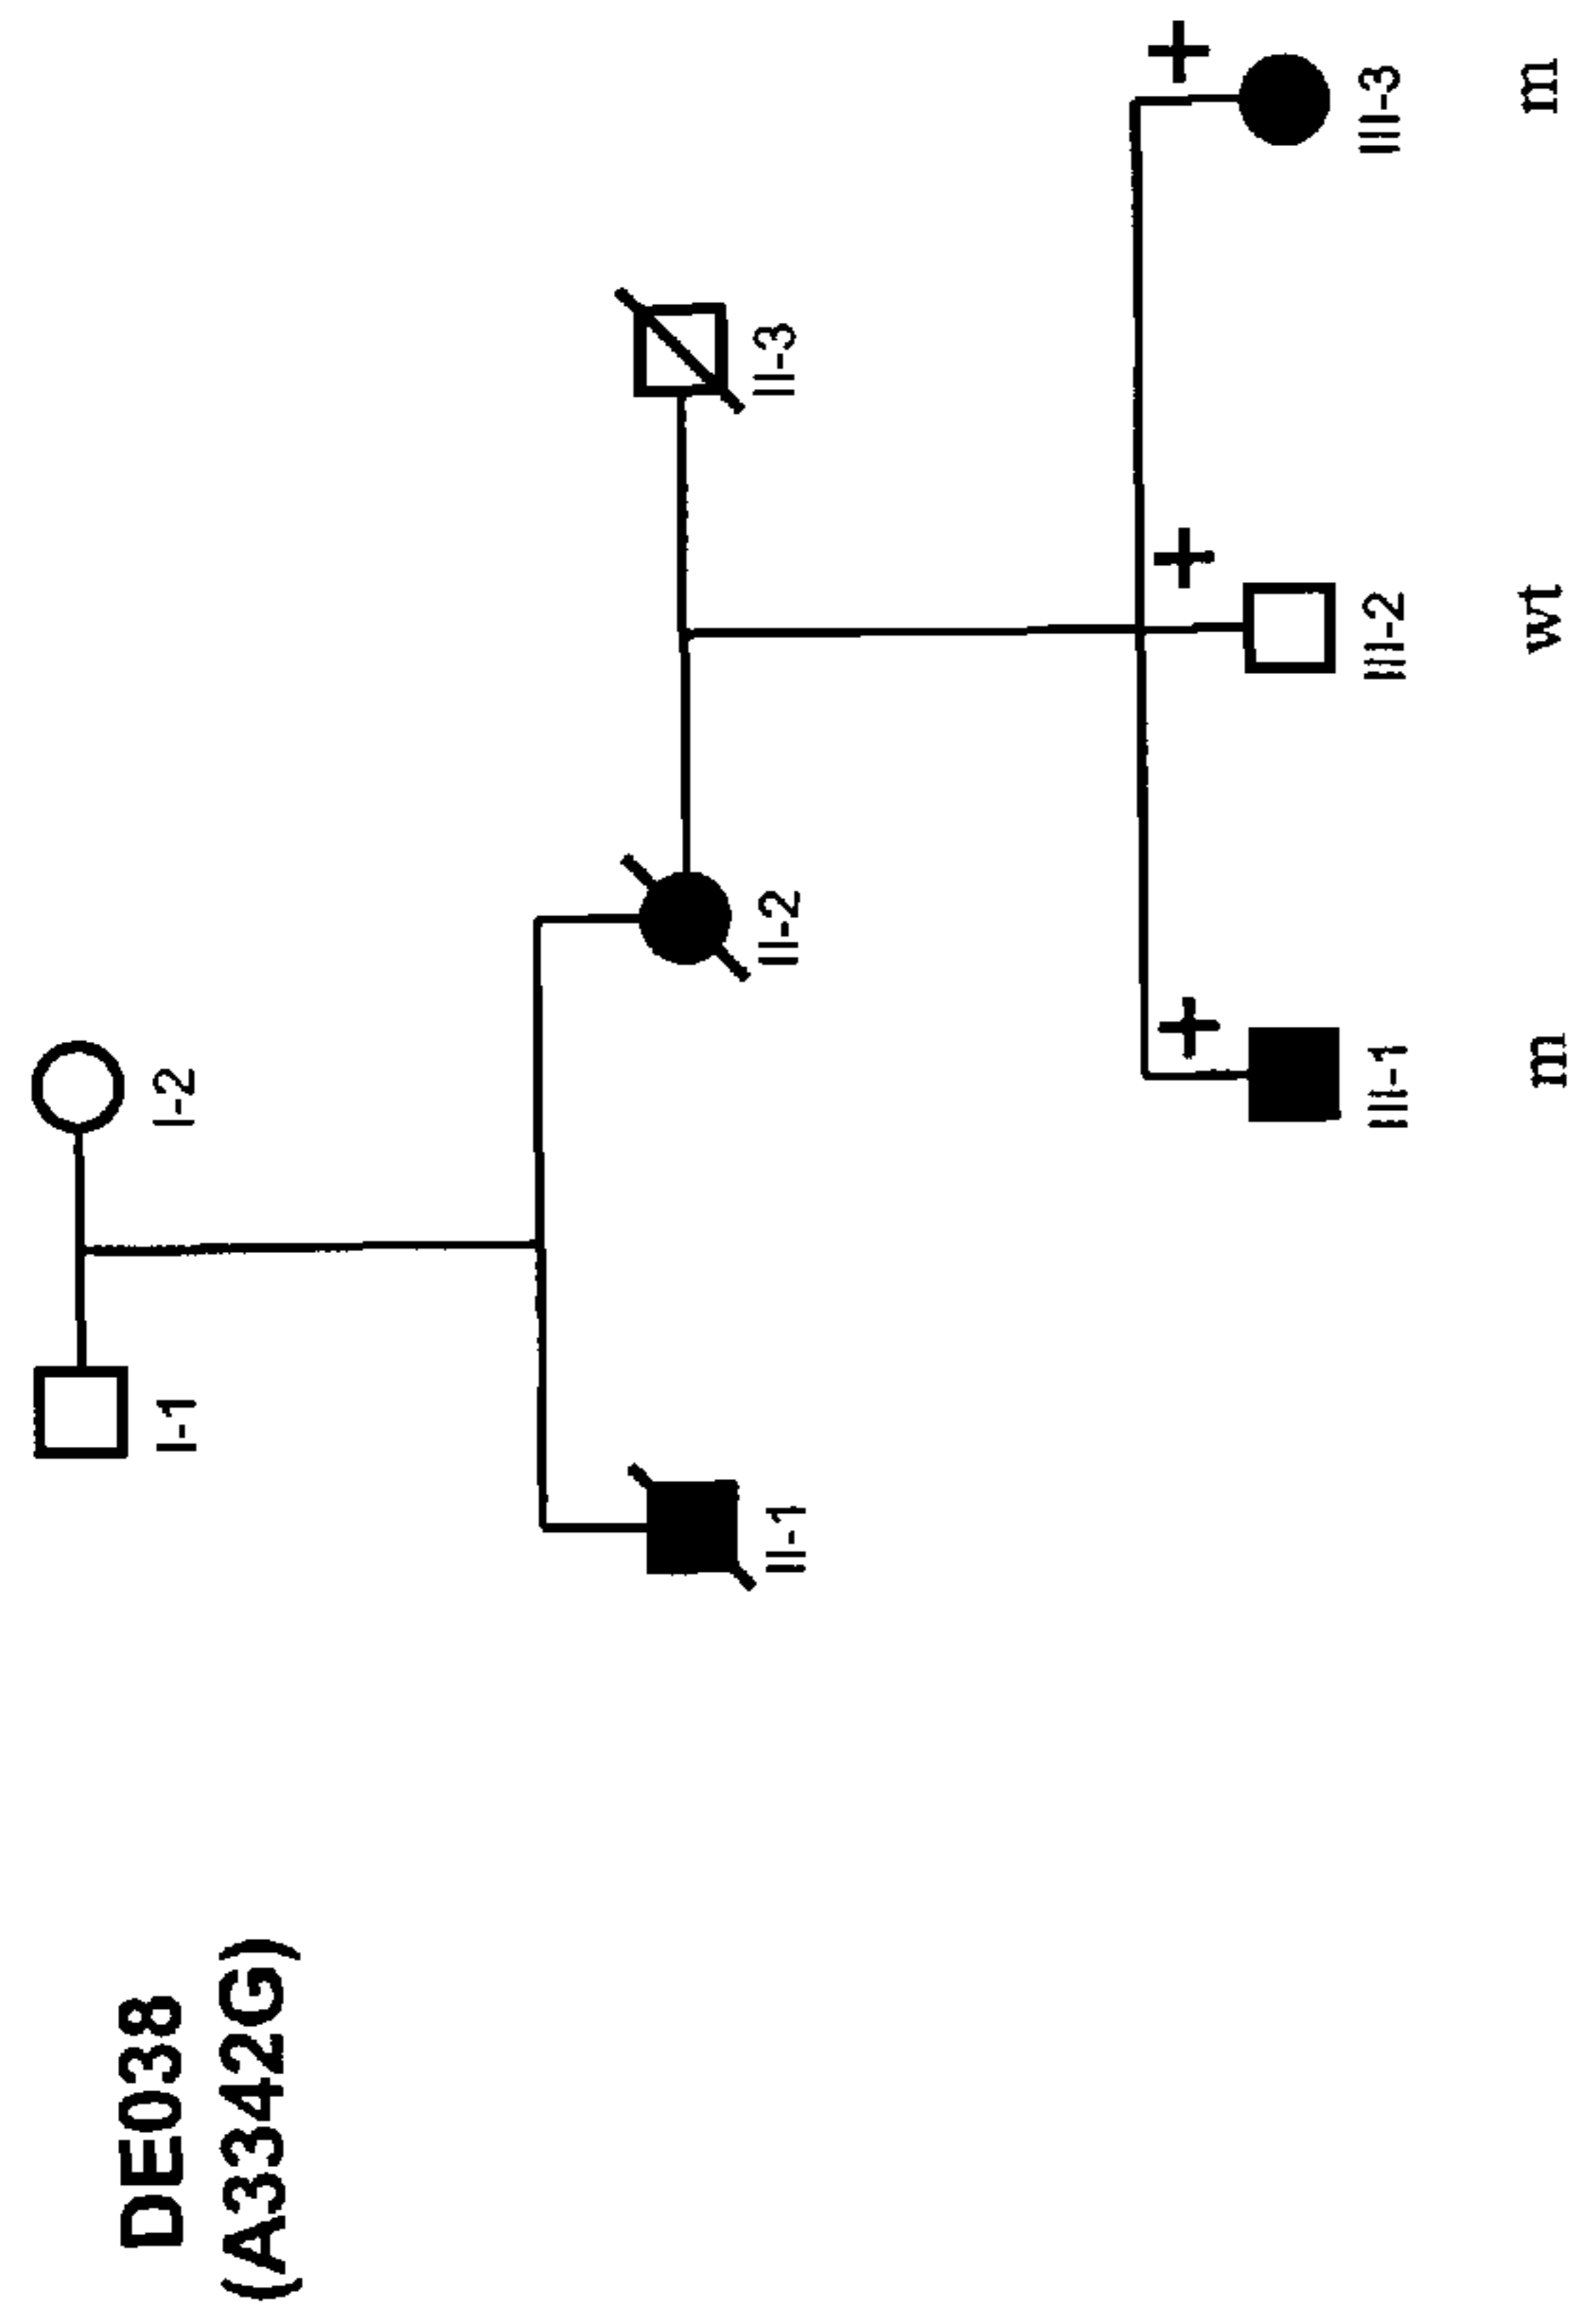 DE038
(A3342G)
I-1
I-2
II-1
II-2
II-3
+
+
+
III-1
III-2
III-3
m
wt
m